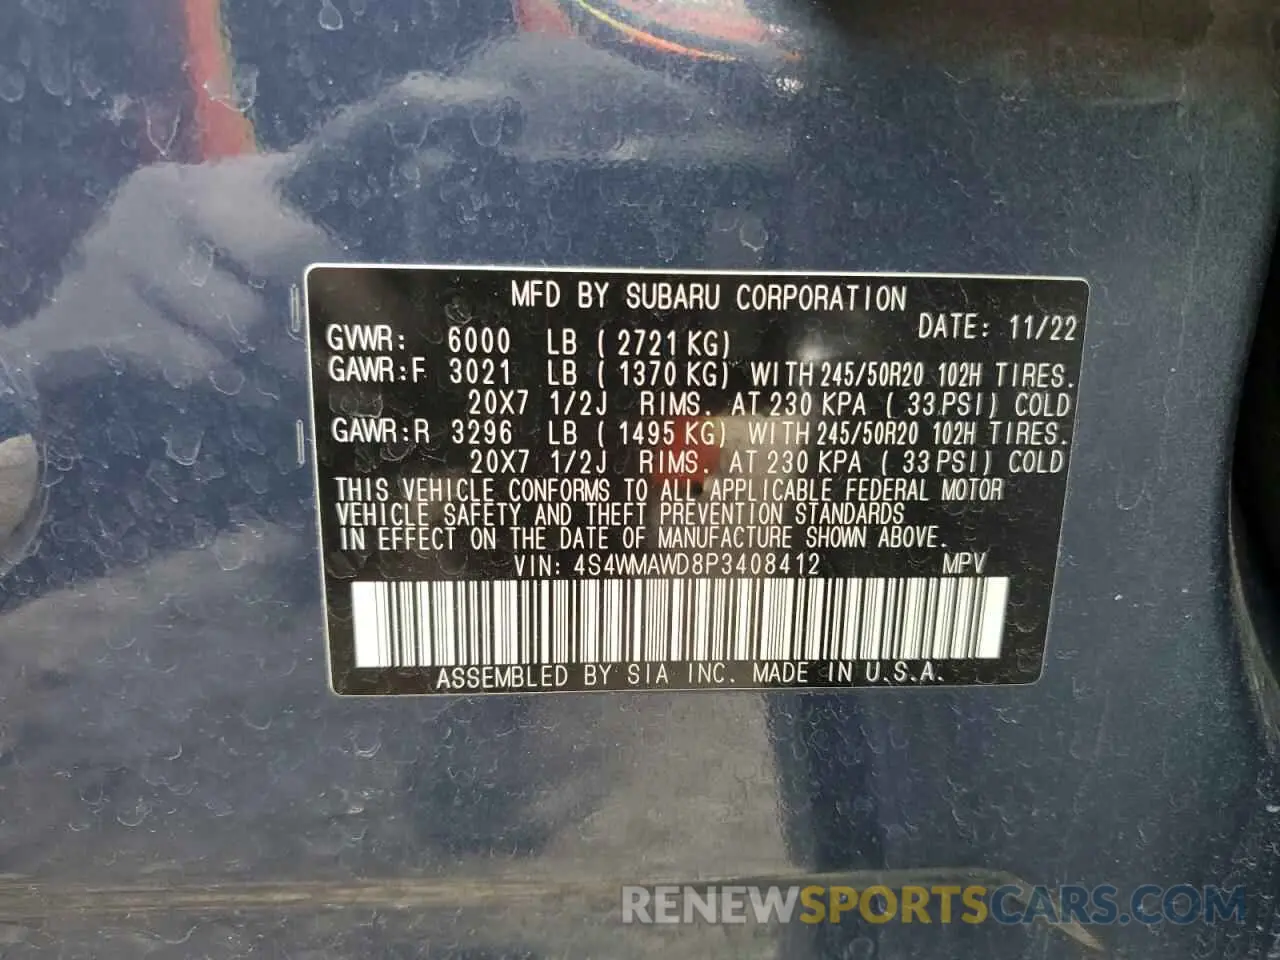 MFD BY SUBARU CORPORATION
DATE: 11/22
GVWR: 6000 LB (2721 KG)
GAWR:F 3021 LB (1370 KG) WITH 245/50R20 102H TIRES.
20X7 1/2J RIMS. AT 230 KPA (33 PSI) COLD
GAWR:R 3296 LB (1495 KG) WITH 245/50R20 102H TIRES.
20X7 1/2J RIMS. AT 230 KPA (33 PSI) COLD
THIS VEHICLE CONFORMS TO ALL APPLICABLE FEDERAL MOTOR
VEHICLE SAFETY AND THEFT PREVENTION STANDARDS
IN EFFECT ON THE DATE OF MANUFACTURE SHOWN ABOVE.
VIN: 4S4WMAWD8P3408412 MPV
ASSEMBLED BY SIA INC. MADE IN U.S.A.
RENEWSPORTSCARS.COM